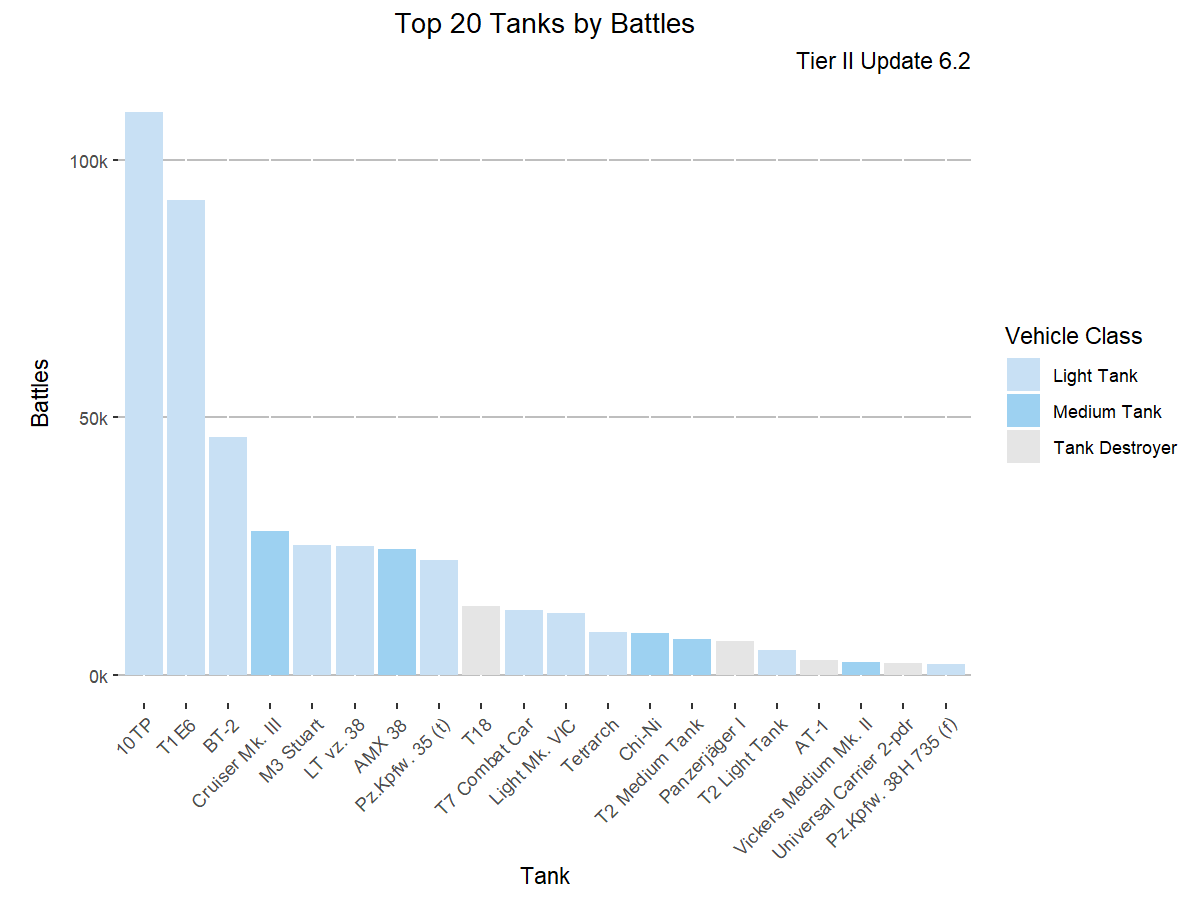 Top 20 Tanks by Battles
Tier II Update 6.2
Battles
100k
50k
0k
10TP
T1E6
BT-2
Cruiser Mk. III
M3 Stuart
LT vz. 38
AMX 38
Pz.Kpfw. 35 (t)
T18
T7 Combat Car
Light Mk. VIC
Tetrarch
Chi-Ni
T2 Medium Tank
Panzerjäger I
T2 Light Tank
AT-1
Vickers Medium Mk. II
Universal Carrier 2-pdr
Pz.Kpfw. 38 H 735 (f)
Tank
Vehicle Class
Light Tank
Medium Tank
Tank Destroyer